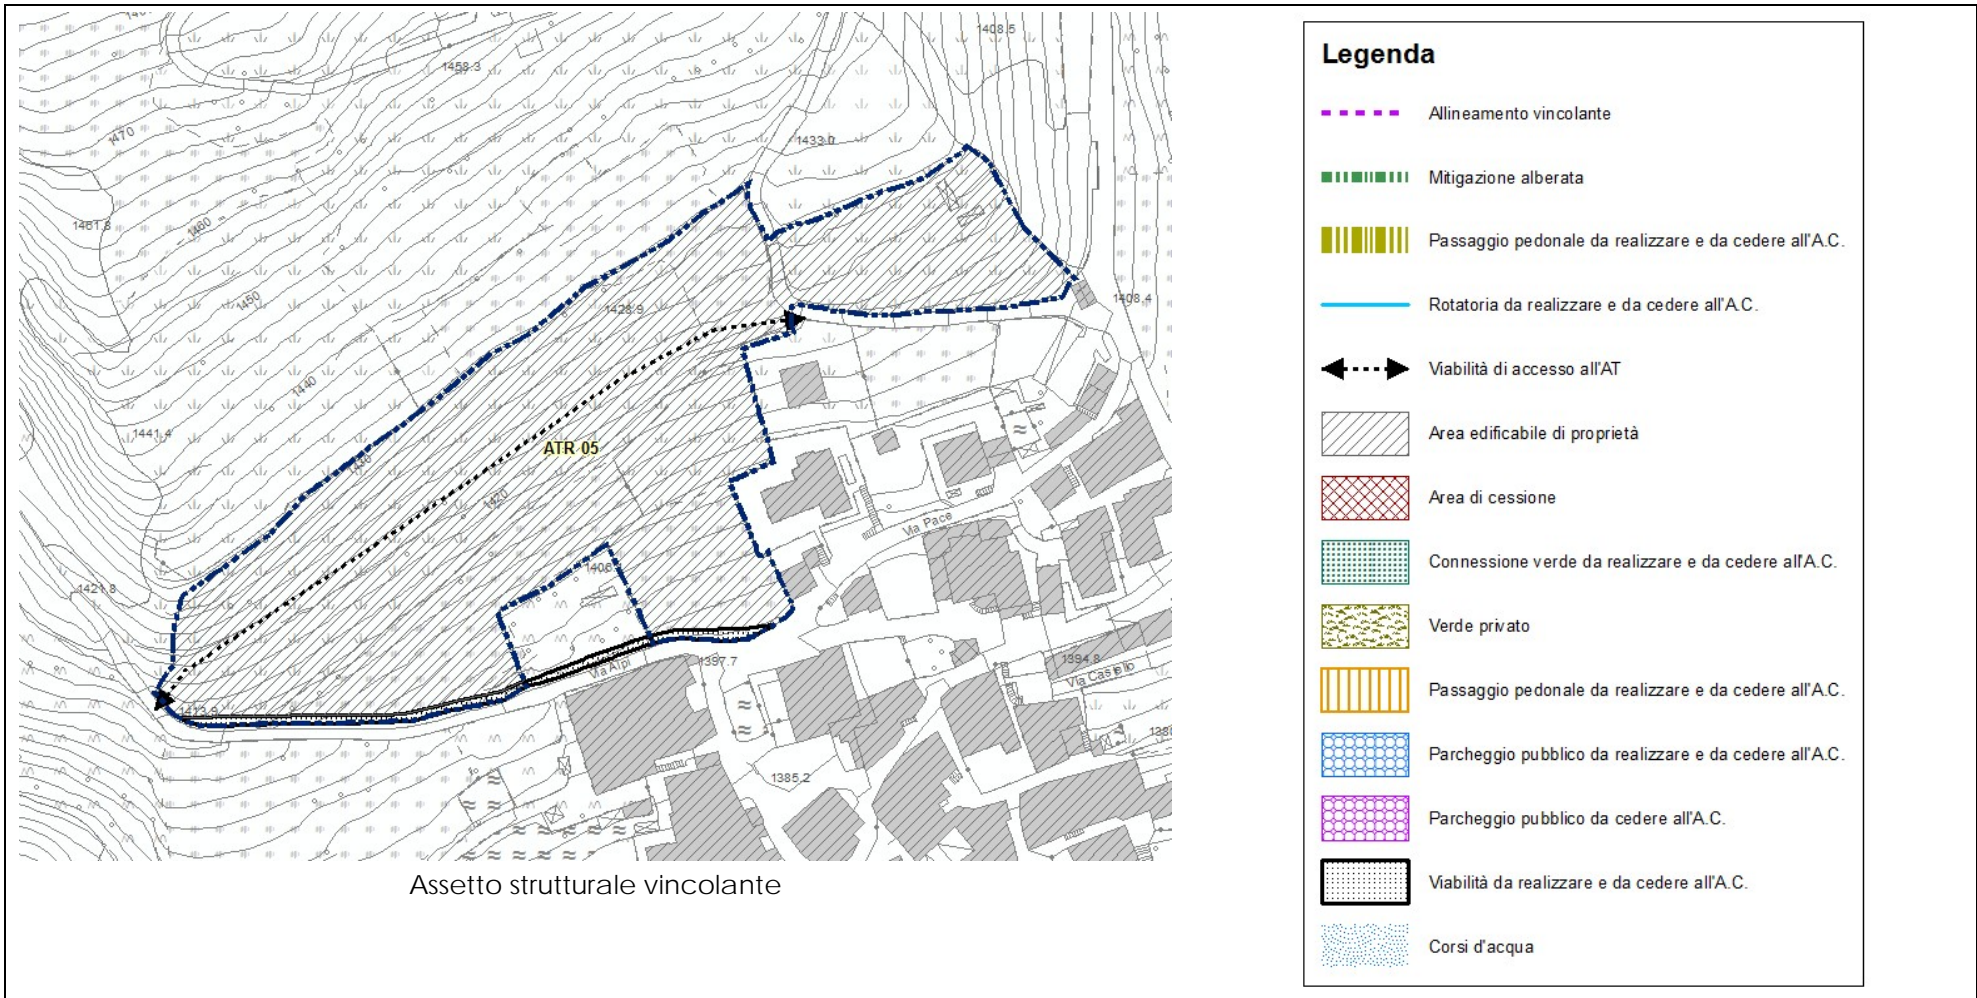 1408.5
1458.3
1470
1433.0
1461.8
1460
1450
1428.9
1408.4
1440
1441.4
ATR 05
1430
1420
Via Pace
1406
1421.8
1397.7
1394.8
Via Alpi
Via Castello
1413.9
1385.2
Assetto strutturale vincolante
Legenda
Allineamento vincolante
Mitigazione alberata
Passaggio pedonale da realizzare e da cedere all'A.C.
Rotatoria da realizzare e da cedere all'A.C.
Viabilità di accesso all'AT
Area edificabile di proprietà
Area di cessione
Connessione verde da realizzare e da cedere all'A.C.
Verde privato
Passaggio pedonale da realizzare e da cedere all'A.C.
Parcheggio pubblico da realizzare e da cedere all'A.C.
Parcheggio pubblico da cedere all'A.C.
Viabilità da realizzare e da cedere all'A.C.
Corsi d'acqua